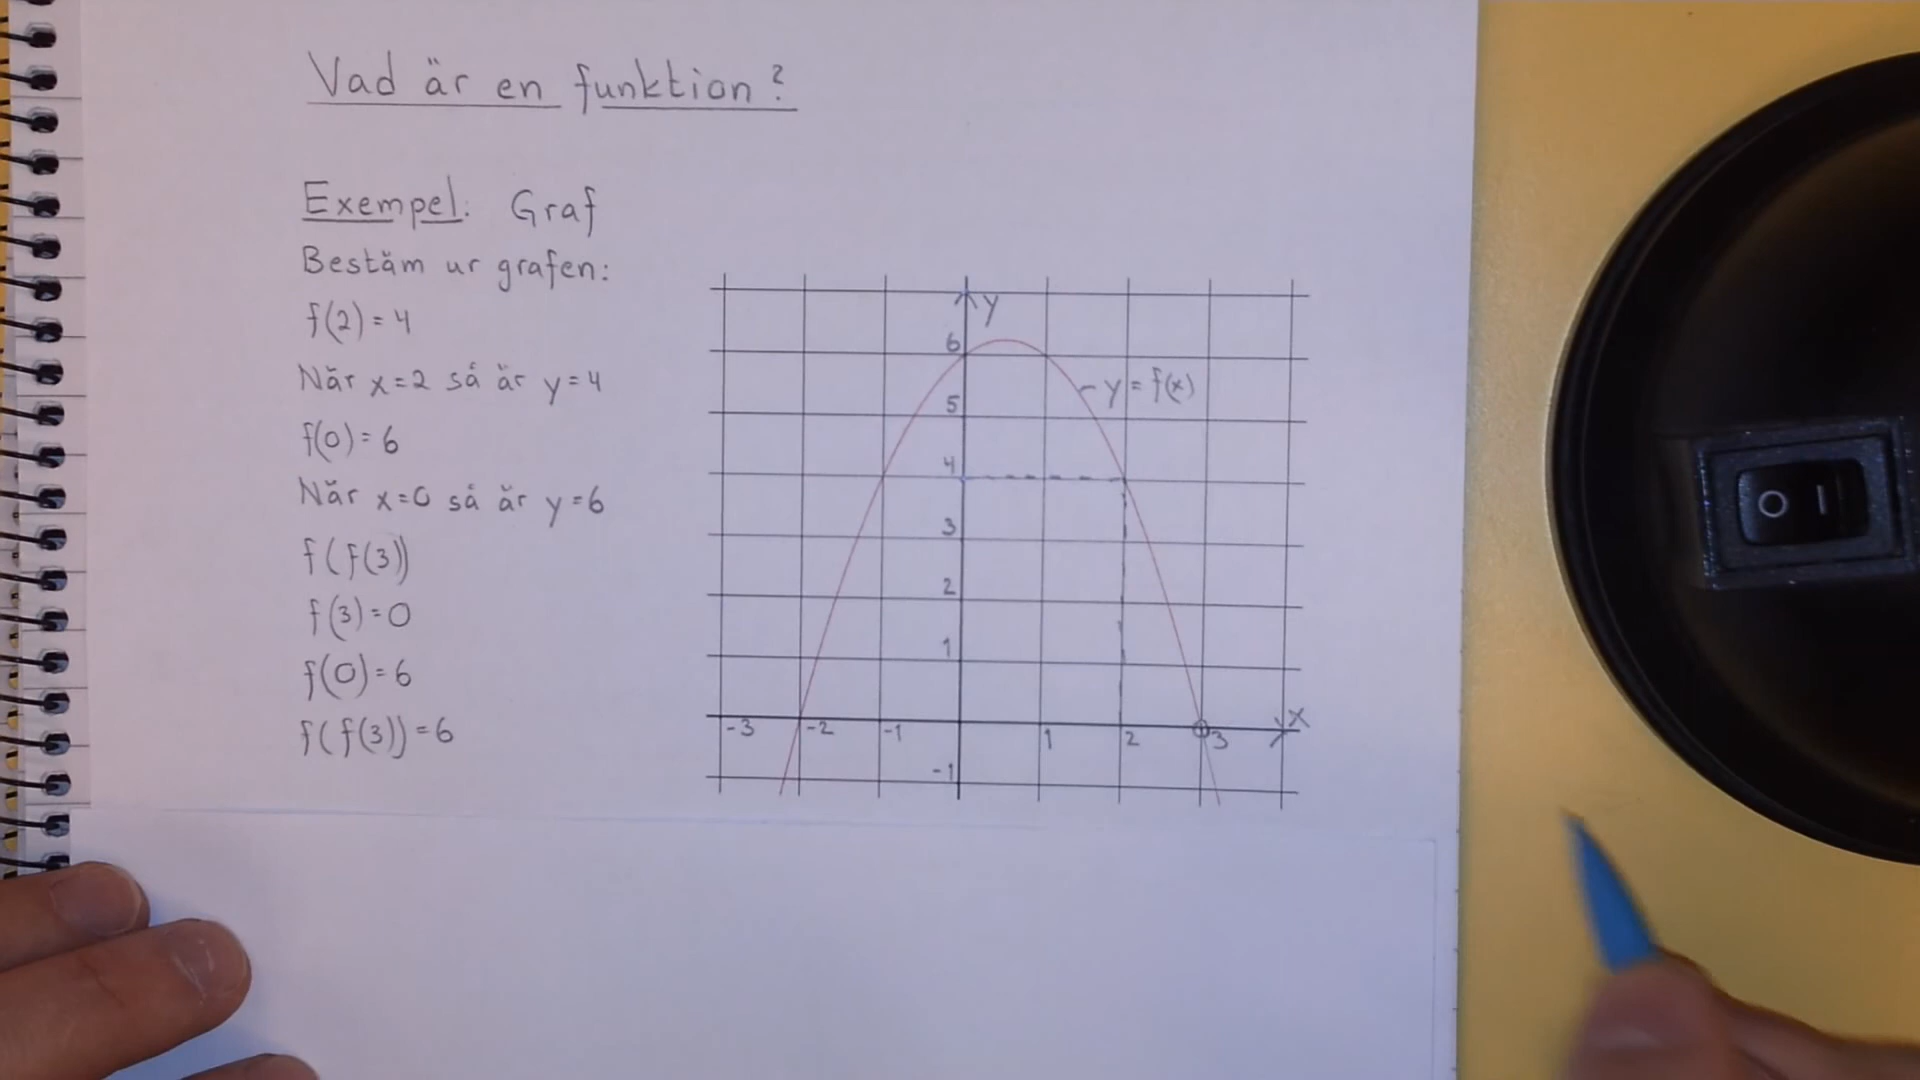 Vad är en funktion?
Exempel: Graf
Bestäm ur grafen:
f(2)=4
När x=2 så är y=4
f(0)=6
När x=0 så är y=6
f(f(3))
f(3)=0
f(0)=6
f(f(3))=6
y
6
y=f(x)
5
4
3
2
1
-3 -2 -1 1 2 3 x
-1
O I